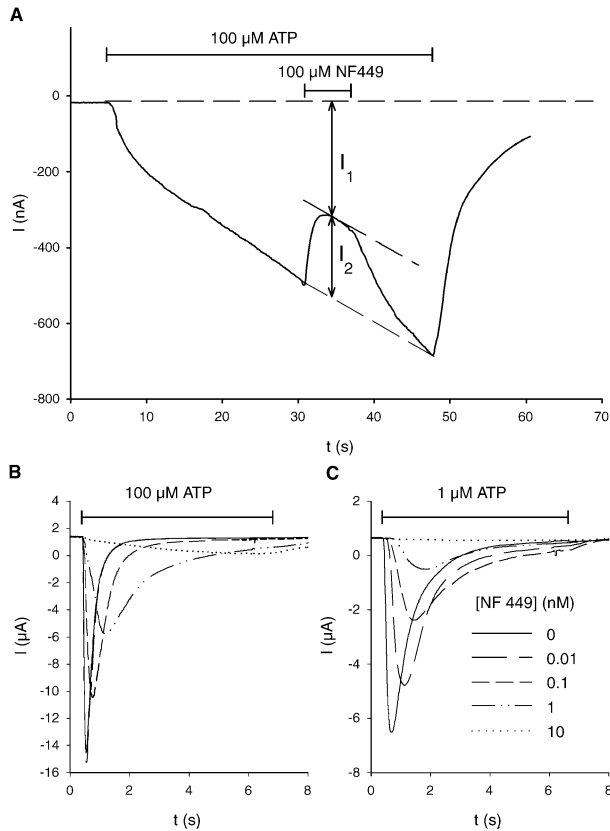 A
100 µM ATP
100 µM NF449
0
-200
-400
-600
-800
I (nA)
I1
I2
0 10 20 30 40 50 60 70
t (s)
B
100 µM ATP
4
2
0
-2
-4
-6
-8
-10
-12
-14
-16
I (µA)
0 2 4 6 8
t (s)
C
1 µM ATP
2
0
-2
-4
-6
-8
I (µA)
[NF 449] (nM)
0
0.01
0.1
1
10
0 2 4 6 8
t (s)